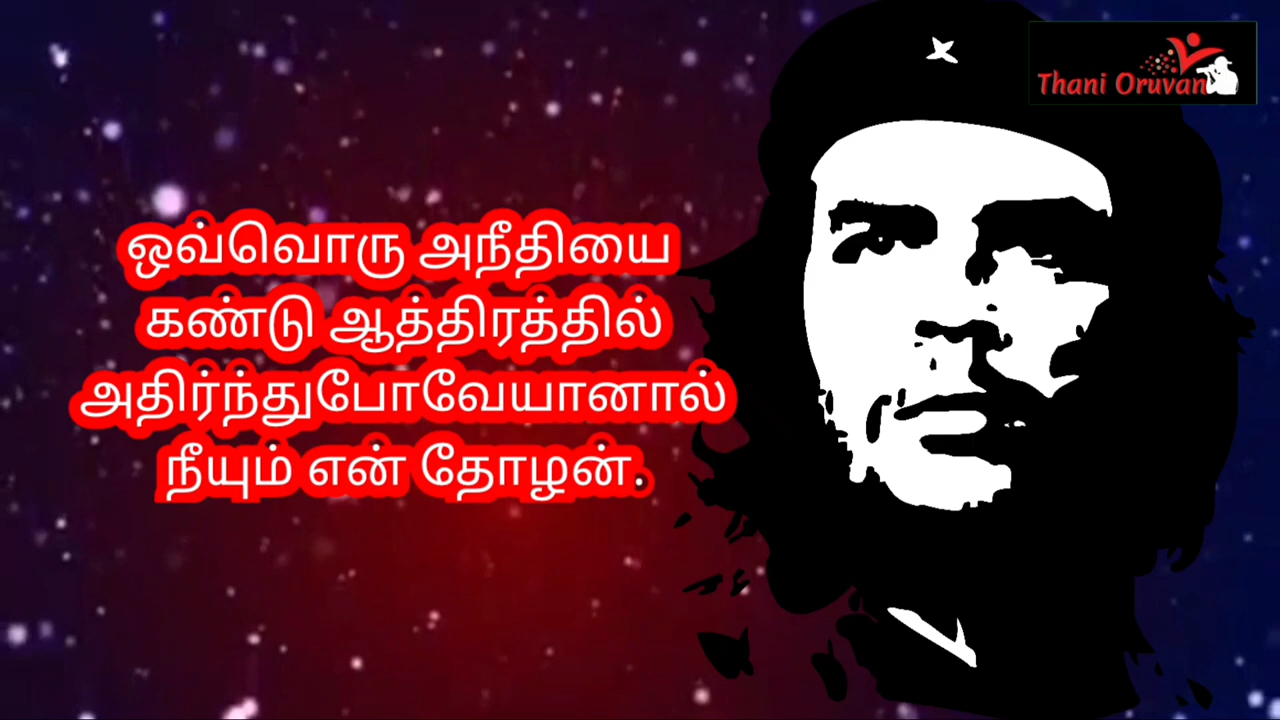 Thani Oruvan
ஒவ்வொரு அநீதியை
கண்டு ஆத்திரத்தில்
அதிர்ந்துபோவேயானால்
நீயும் என் தோழன்.